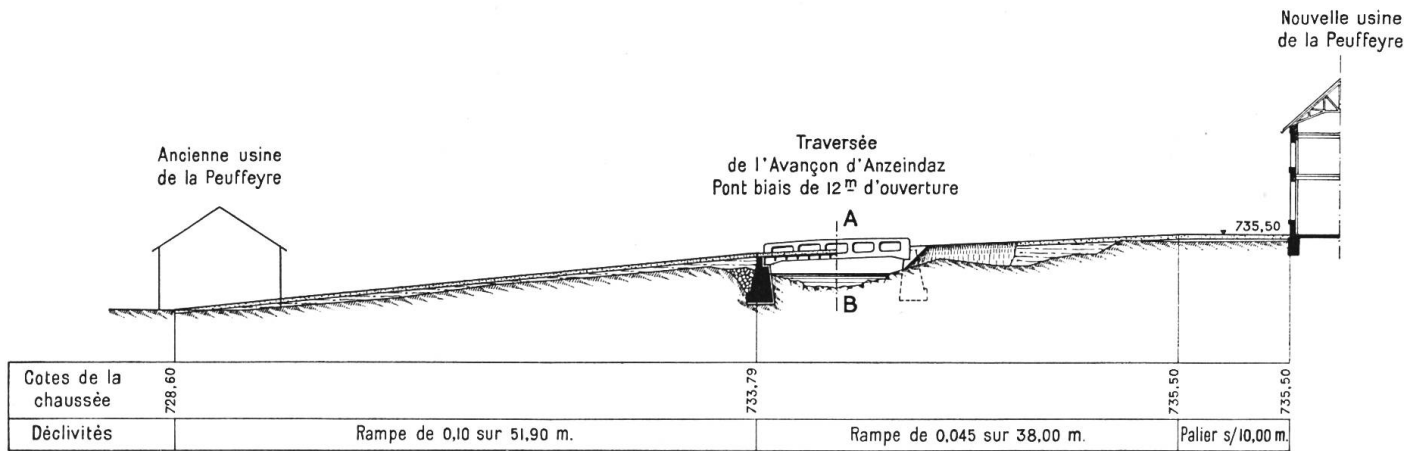 Nouvelle usine
de la Peuffeyre
Ancienne usine
de la Peuffeyre
Traversée
de l'Avançon d'Anzeindaz
Pont biais de 12m d'ouverture
A
735,50
B
Cotes de la
chaussée
728.60
733.79
735.50
735.50
Déclivités
Rampe de 0,10 sur 51,90 m.
Rampe de 0,045 sur 38,00 m.
Palier s/10,00 m.